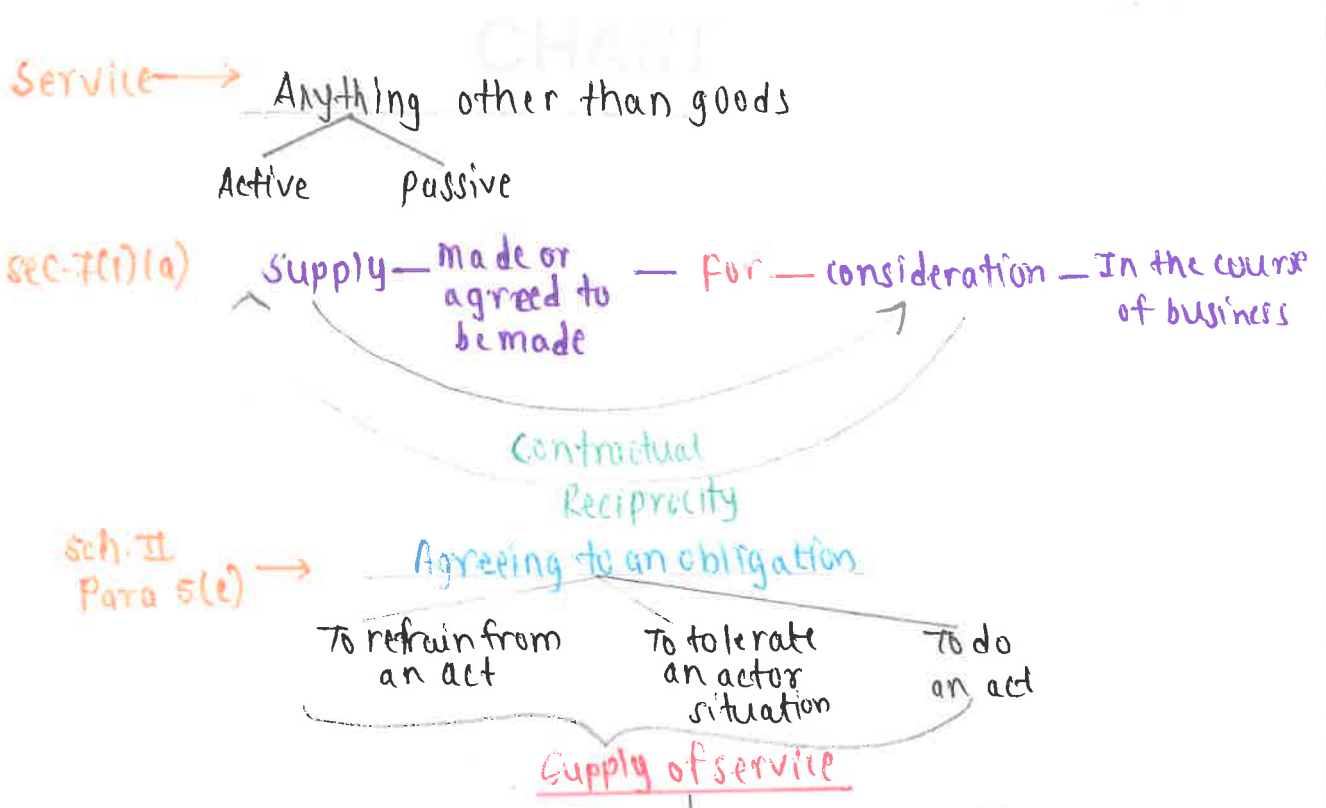 CHART
Service → Anything other than goods
Active Passive
Sec-7(1)(a) Supply — made or agreed to be made — For — consideration — In the course of business
Contractual
Reciprocity
Sch. II
Para 5(e) → Agreeing to an obligation
To refrain from an act
To tolerate an act or situation
To do an act
Supply of service